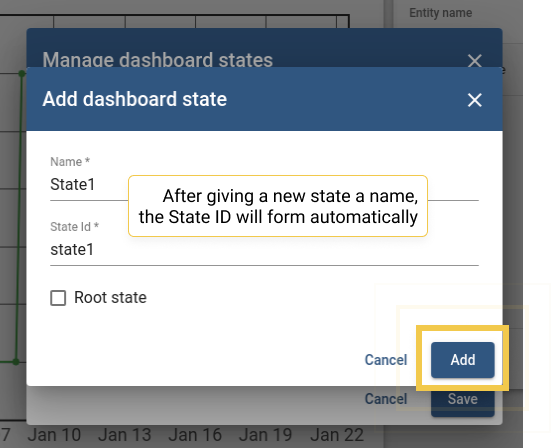 Entity name
Manage dashboard states
Add dashboard state
Name *
State1
After giving a new state a name,
the State ID will form automatically
State Id *
state1
Root state
Cancel
Add
Cancel
Save
7 Jan 10 Jan 13 Jan 16 Jan 19 Jan 22